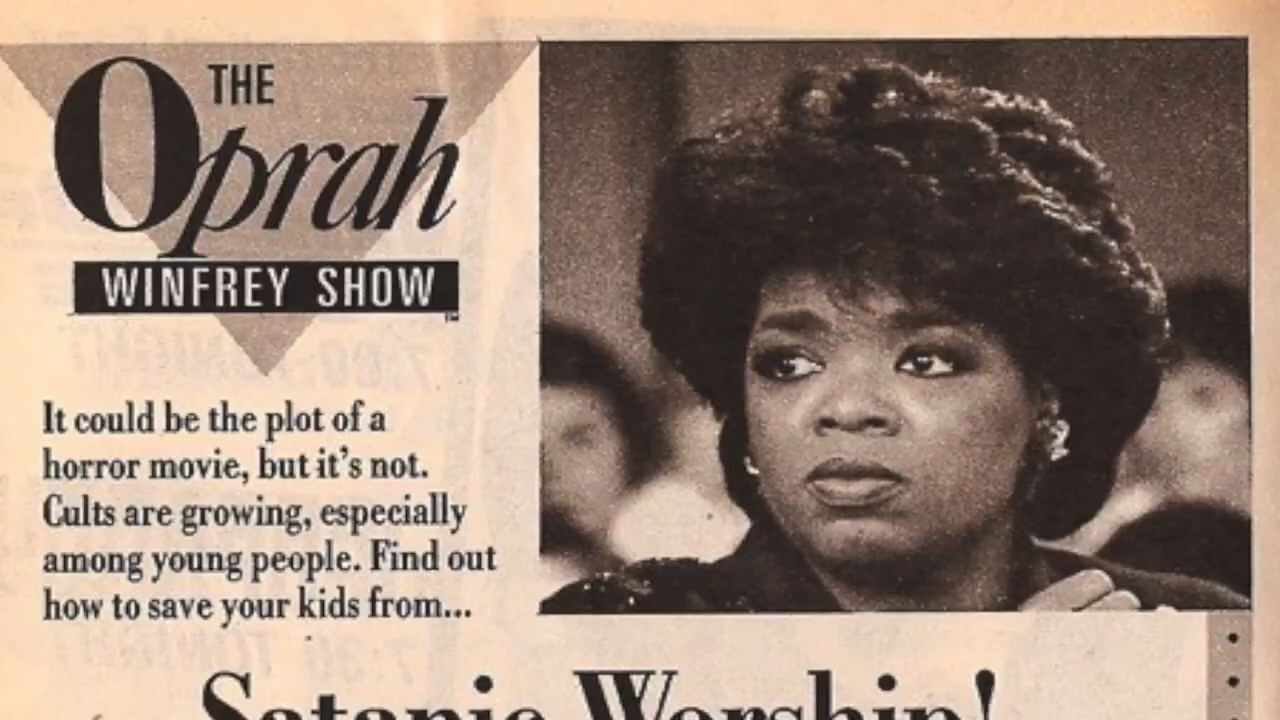 THE
Oprah
WINFREY SHOW
™
It could be the plot of a
horror movie, but it's not.
Cults are growing, especially
among young people. Find out
how to save your kids from...
Satanic Worship!